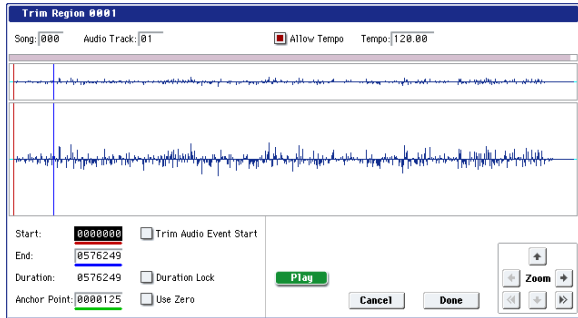 Trim Region 0001
Song: 000 Audio Track: 01 Allow Tempo Tempo: 120.00
Start: 0000000 Trim Audio Event Start
End: 0576249
Duration: 0576249 Duration Lock Play Zoom
Anchor Point: 0000125 Use Zero Cancel Done